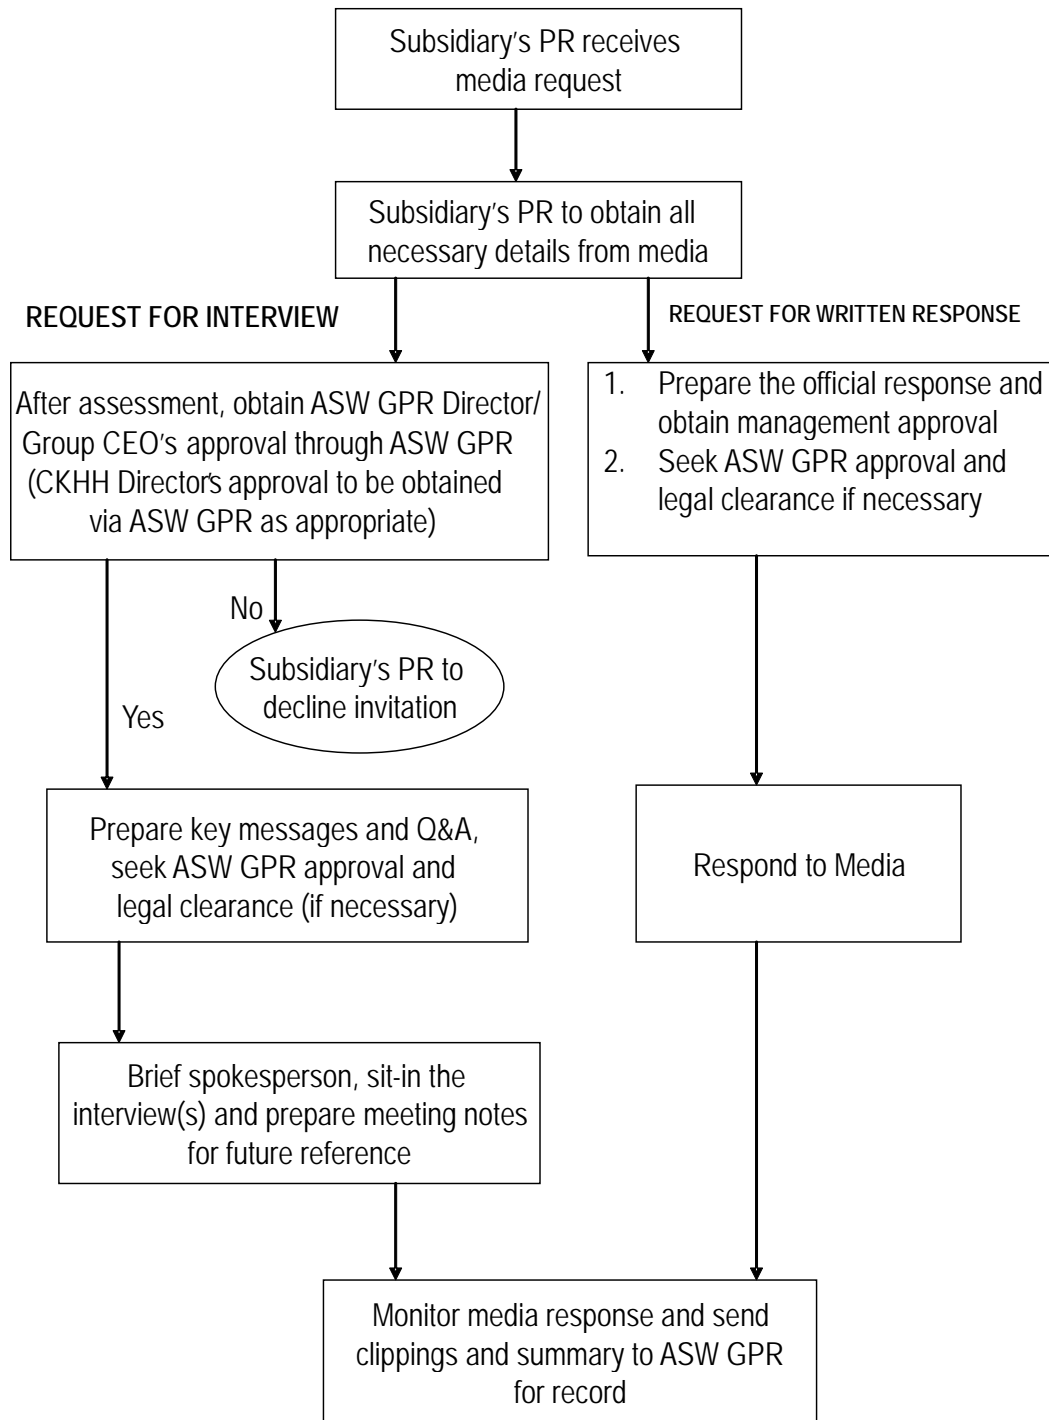 Subsidiary's PR receives
media request
Subsidiary's PR to obtain all
necessary details from media
REQUEST FOR INTERVIEW
REQUEST FOR WRITTEN RESPONSE
After assessment, obtain ASW GPR Director/
Group CEO's approval through ASW GPR
(CKHH Director's approval to be obtained
via ASW GPR as appropriate)
1. Prepare the official response and
obtain management approval
2. Seek ASW GPR approval and
legal clearance if necessary
No
Subsidiary's PR to
decline invitation
Yes
Prepare key messages and Q&A,
seek ASW GPR approval and
legal clearance (if necessary)
Respond to Media
Brief spokesperson, sit-in the
interview(s) and prepare meeting notes
for future reference
Monitor media response and send
clippings and summary to ASW GPR
for record